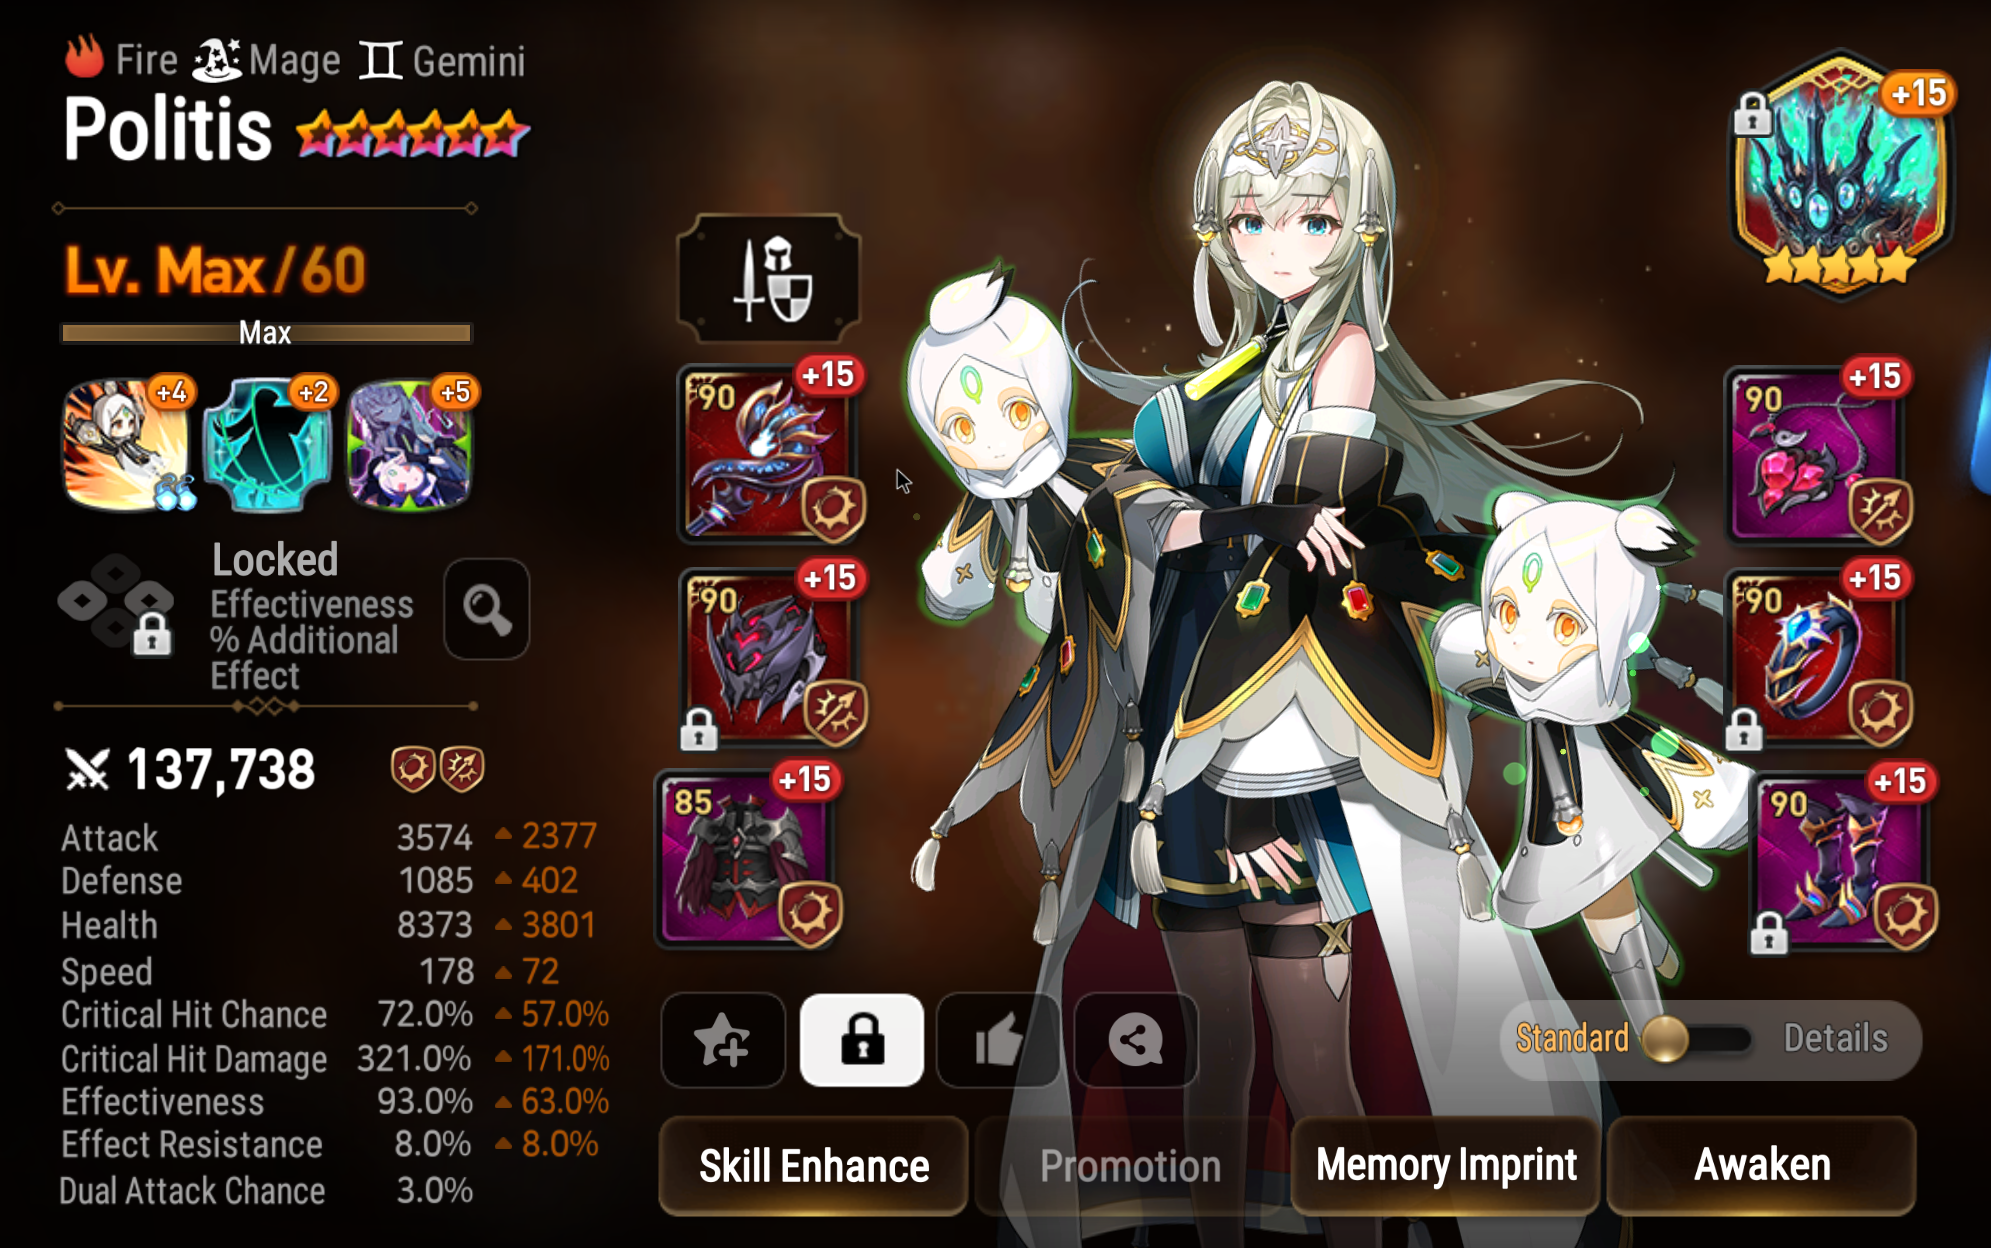 Fire Mage Gemini
Politis
Lv. Max/60
Max
+4 +2 +5
Locked
Effectiveness
% Additional
Effect
137,738
Attack 3574 2377
Defense 1085 402
Health 8373 3801
Speed 178 72
Critical Hit Chance 72.0% 57.0%
Critical Hit Damage 321.0% 171.0%
Effectiveness 93.0% 63.0%
Effect Resistance 8.0% 8.0%
Dual Attack Chance 3.0%
90 +15
90 +15
85 +15
+15
90 +15
90 +15
90 +15
Standard Details
Skill Enhance Promotion Memory Imprint Awaken